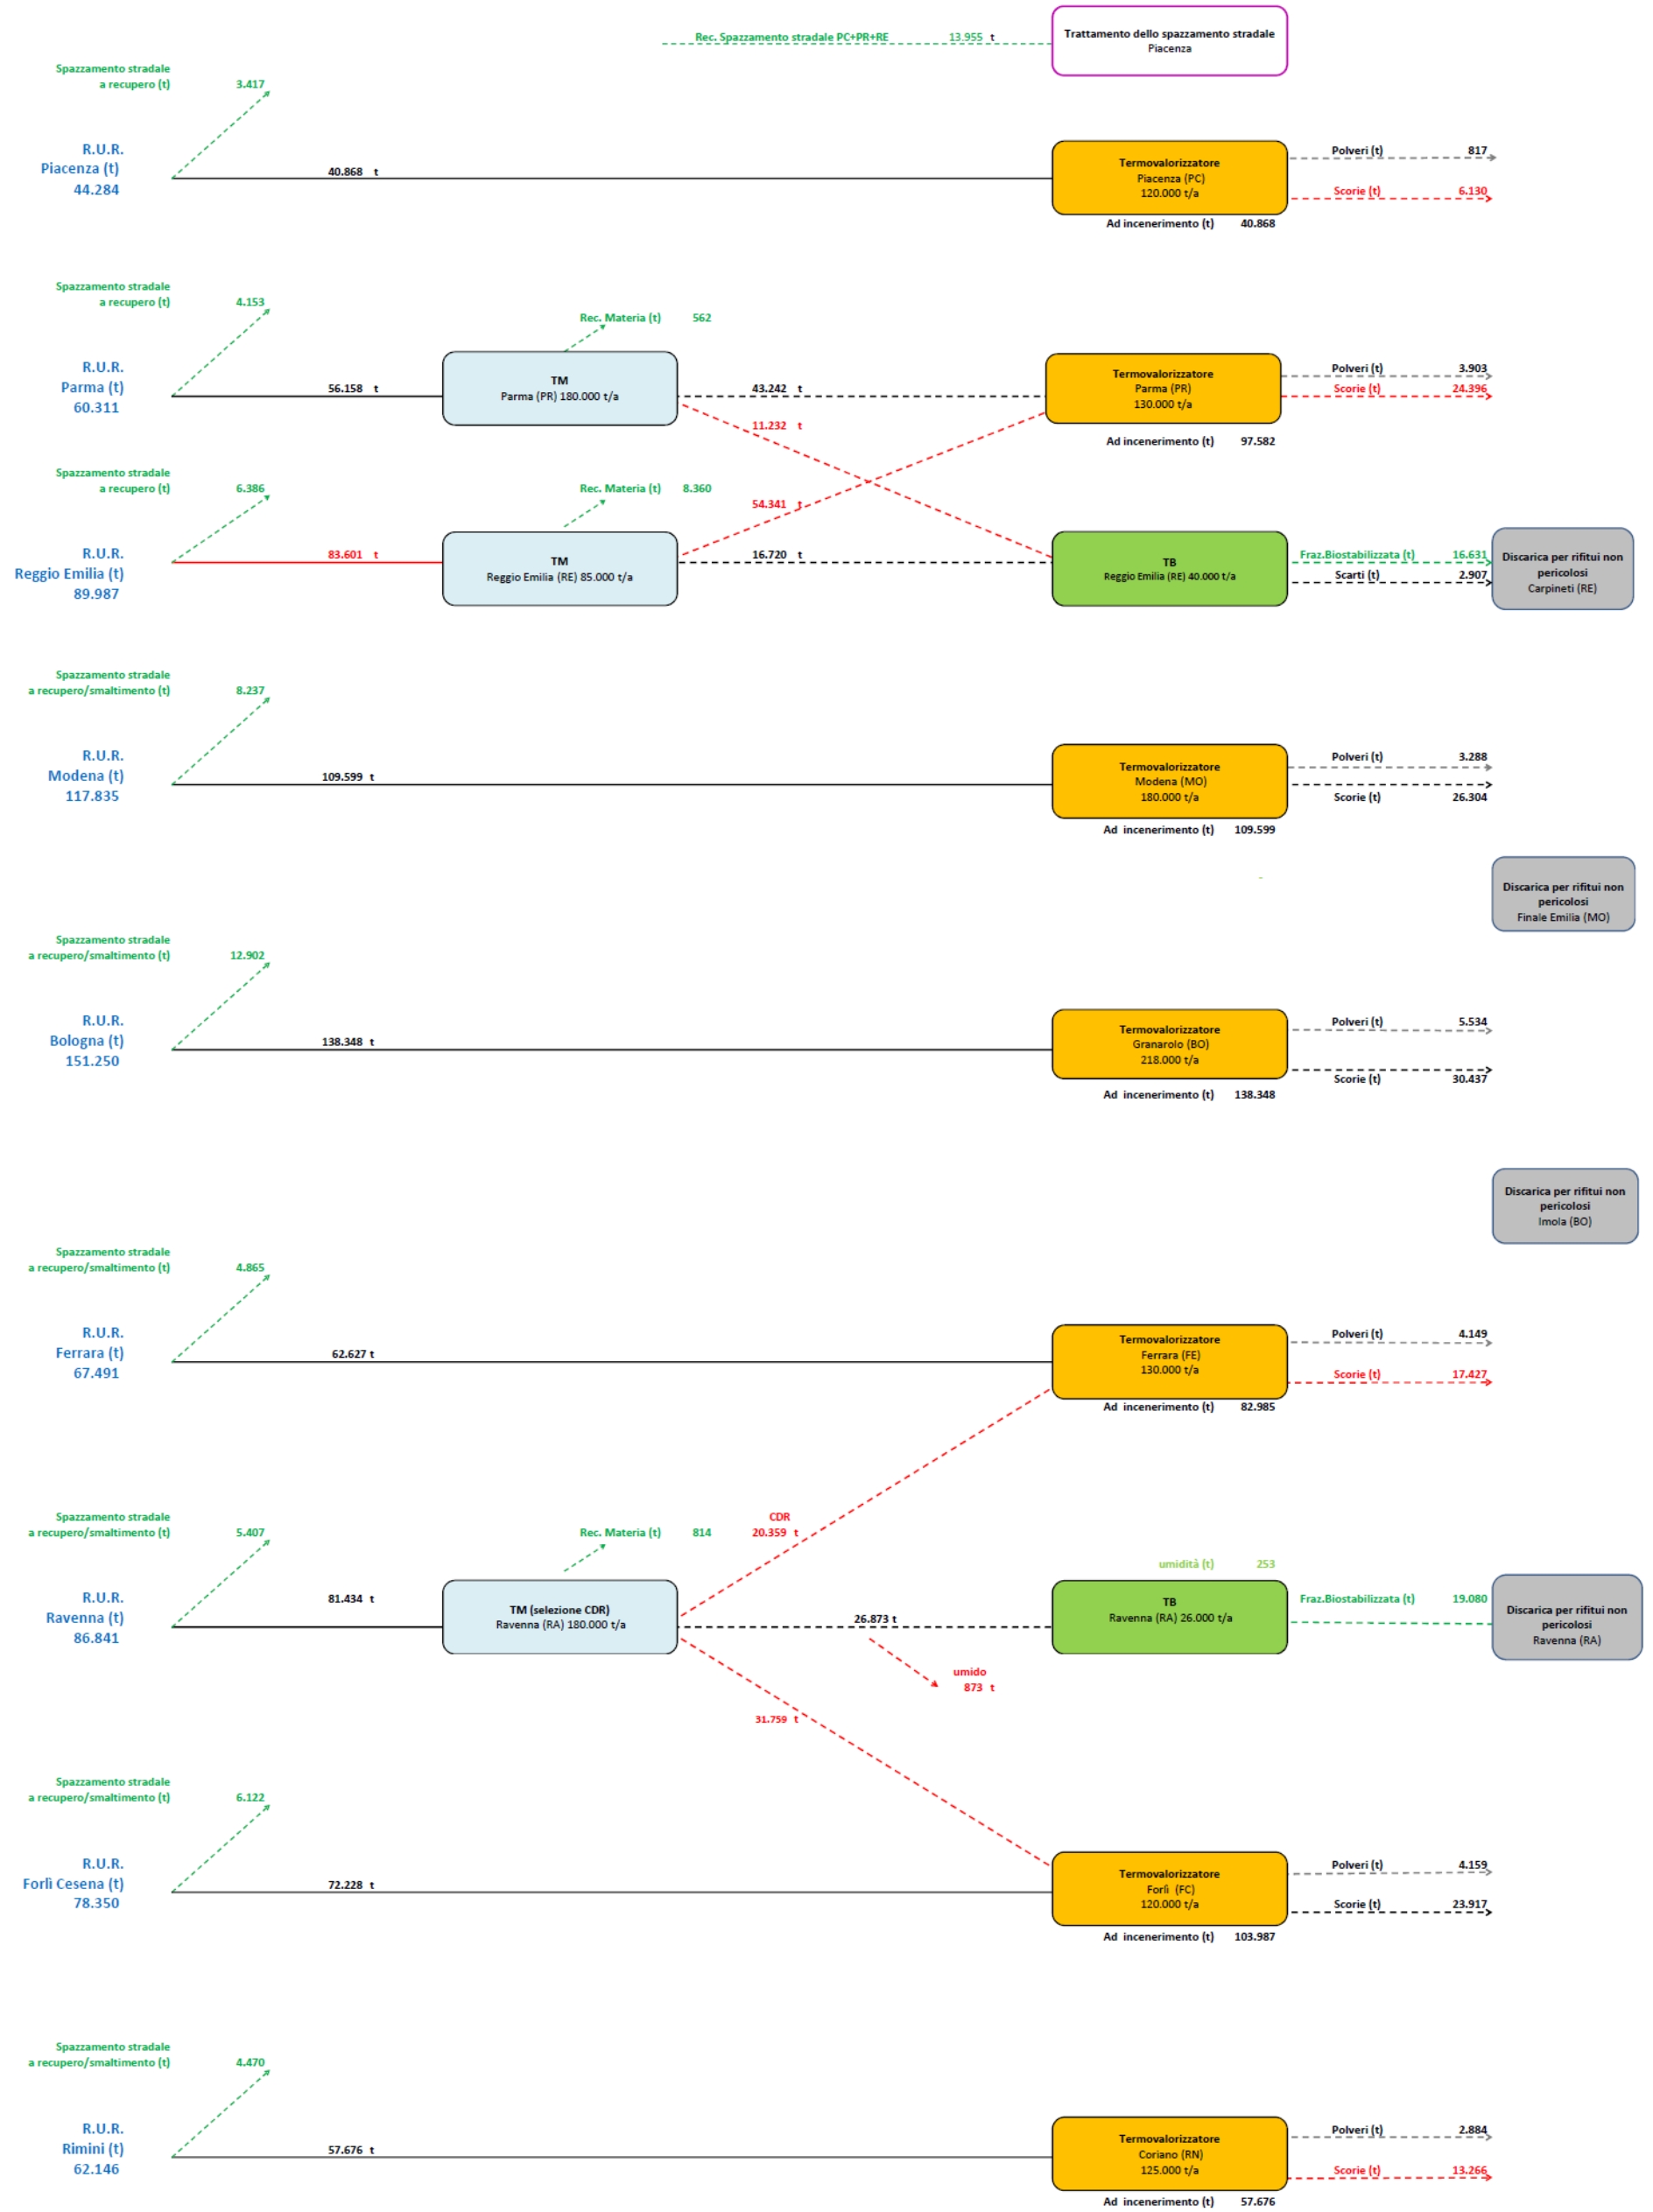 Rec. Spazzamento stradale PC+PR+RE 13.955 t
Trattamento dello spazzamento stradale
Piacenza
Spazzamento stradale
a recupero (t) 3.417
R.U.R.
Piacenza (t)
44.284
40.868 t
Termovalorizzatore
Piacenza (PC)
120.000 t/a
Ad incenerimento (t) 40.868
Polveri (t) 817
Scorie (t) 6.130
Spazzamento stradale
a recupero (t) 4.153
R.U.R.
Parma (t)
60.311
56.158 t
Rec. Materia (t) 562
TM
Parma (PR) 180.000 t/a
43.242 t
11.232 t
Termovalorizzatore
Parma (PR)
130.000 t/a
Ad incenerimento (t) 97.582
Polveri (t) 3.903
Scorie (t) 24.396
Spazzamento stradale
a recupero (t) 6.386
R.U.R.
Reggio Emilia (t)
89.987
83.601 t
Rec. Materia (t) 8.360
TM
Reggio Emilia (RE) 85.000 t/a
54.341 t
16.720 t
TB
Reggio Emilia (RE) 40.000 t/a
Fraz.Biostabilizzata (t) 16.631
Scarti (t) 2.907
Discarica per rifitui non
pericolosi
Carpineti (RE)
Spazzamento stradale
a recupero/smaltimento (t) 8.237
R.U.R.
Modena (t)
117.835
109.599 t
Termovalorizzatore
Modena (MO)
180.000 t/a
Ad incenerimento (t) 109.599
Polveri (t) 3.288
Scorie (t) 26.304
-
Discarica per rifitui non
pericolosi
Finale Emilia (MO)
Spazzamento stradale
a recupero/smaltimento (t) 12.902
R.U.R.
Bologna (t)
151.250
138.348 t
Termovalorizzatore
Granarolo (BO)
218.000 t/a
Ad incenerimento (t) 138.348
Polveri (t) 5.534
Scorie (t) 30.437
Discarica per rifitui non
pericolosi
Imola (BO)
Spazzamento stradale
a recupero/smaltimento (t) 4.865
R.U.R.
Ferrara (t)
67.491
62.627 t
Termovalorizzatore
Ferrara (FE)
130.000 t/a
Ad incenerimento (t) 82.985
Polveri (t) 4.149
Scorie (t) 17.427
Spazzamento stradale
a recupero/smaltimento (t) 5.407
R.U.R.
Ravenna (t)
86.841
81.434 t
Rec. Materia (t) 814
TM (selezione CDR)
Ravenna (RA) 180.000 t/a
CDR
20.359 t
26.873 t
umido
873 t
31.759 t
umidità (t) 253
TB
Ravenna (RA) 26.000 t/a
Fraz.Biostabilizzata (t) 19.080
Discarica per rifitui non
pericolosi
Ravenna (RA)
Spazzamento stradale
a recupero/smaltimento (t) 6.122
R.U.R.
Forlì Cesena (t)
78.350
72.228 t
Termovalorizzatore
Forlì (FC)
120.000 t/a
Ad incenerimento (t) 103.987
Polveri (t) 4.159
Scorie (t) 23.917
Spazzamento stradale
a recupero/smaltimento (t) 4.470
R.U.R.
Rimini (t)
62.146
57.676 t
Termovalorizzatore
Coriano (RN)
125.000 t/a
Ad incenerimento (t) 57.676
Polveri (t) 2.884
Scorie (t) 13.266